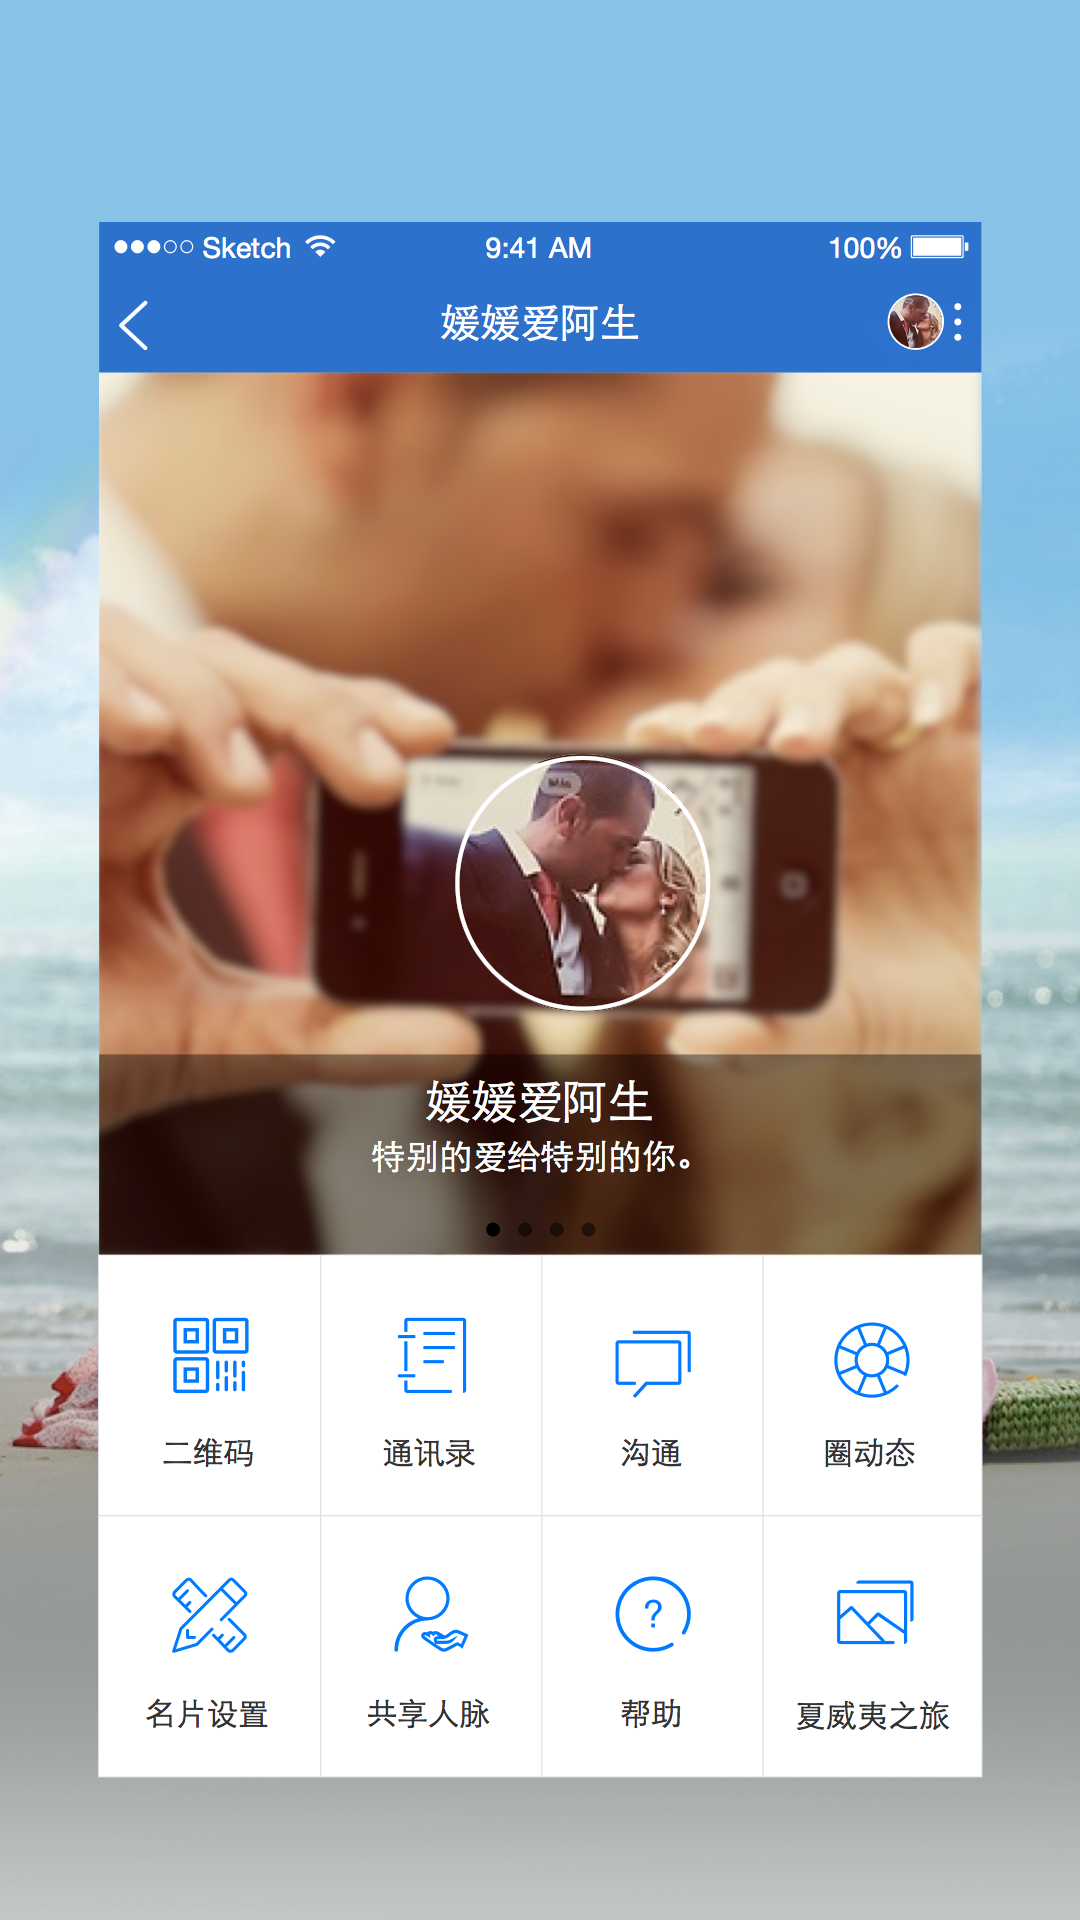 Sketch 9:41 AM 100%
媛媛爱阿生
媛媛爱阿生
特别的爱给特别的你。
二维码 通讯录 沟通 圈动态
?
名片设置 共享人脉 帮助 夏威夷之旅